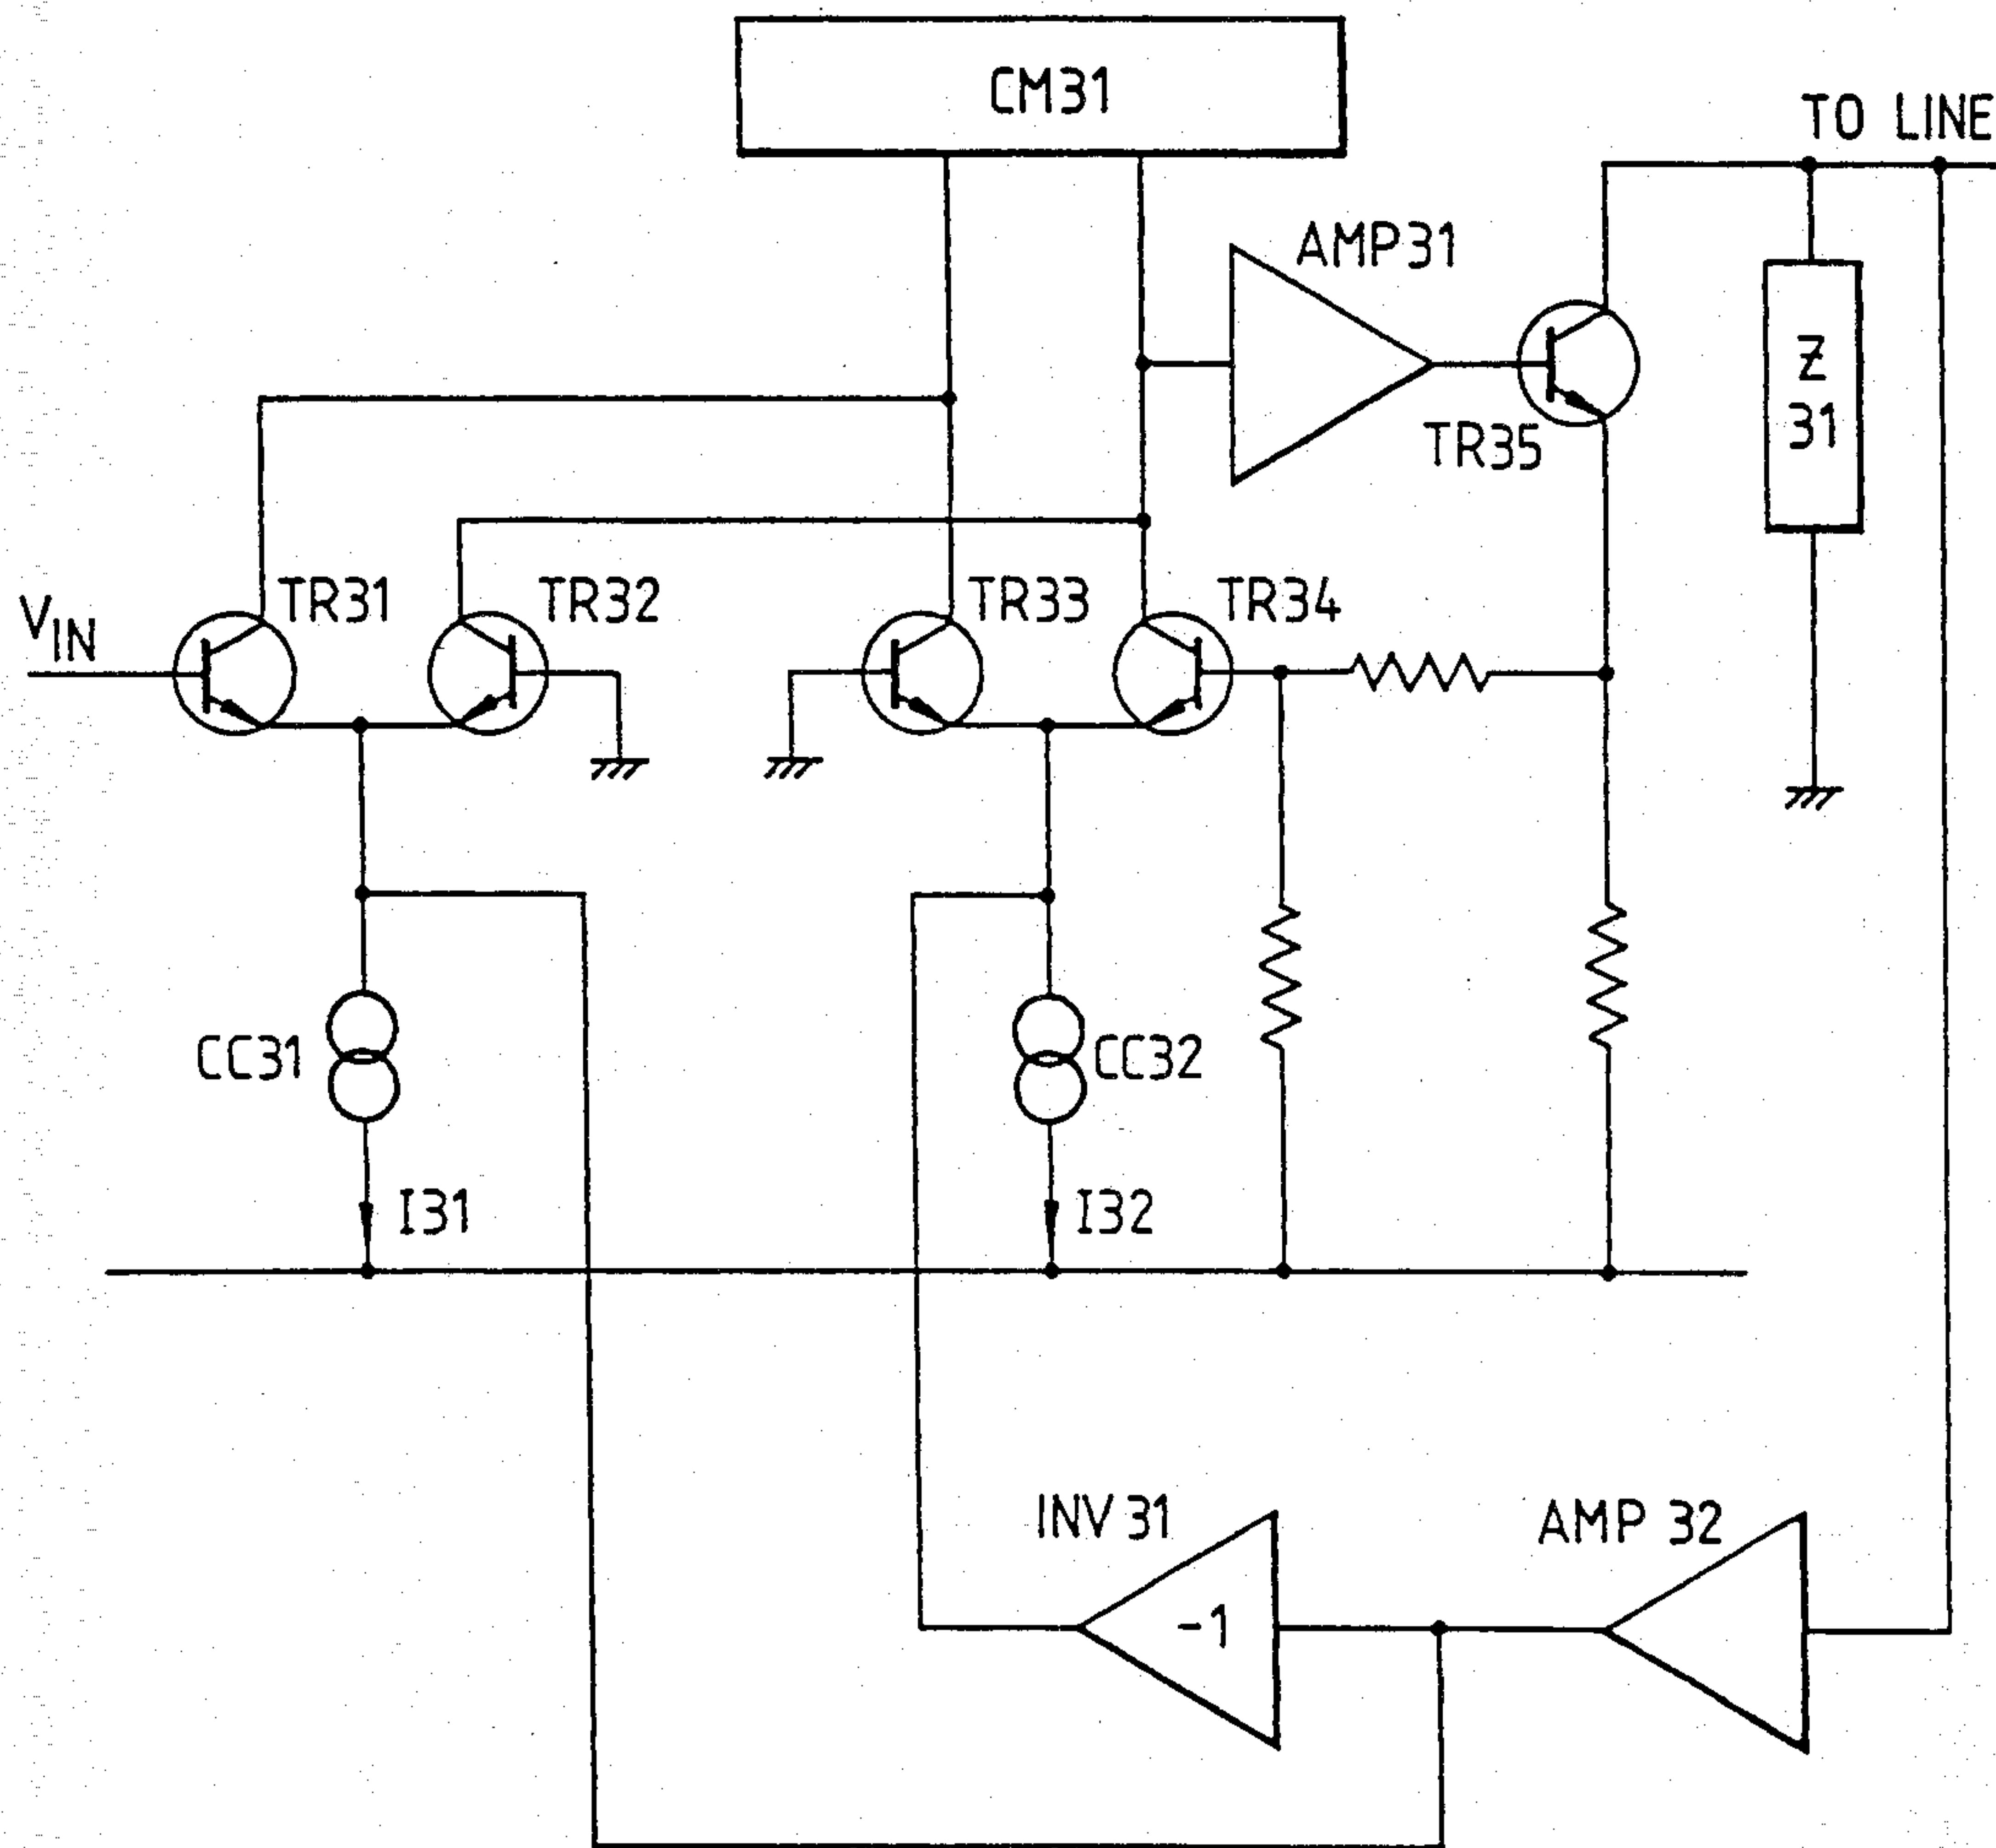 CM31
TO LINE
AMP31
TR35
Z
31
VIN
TR31
TR32
TR33
TR34
CC31
CC32
I31
I32
INV 31
AMP 32
-1